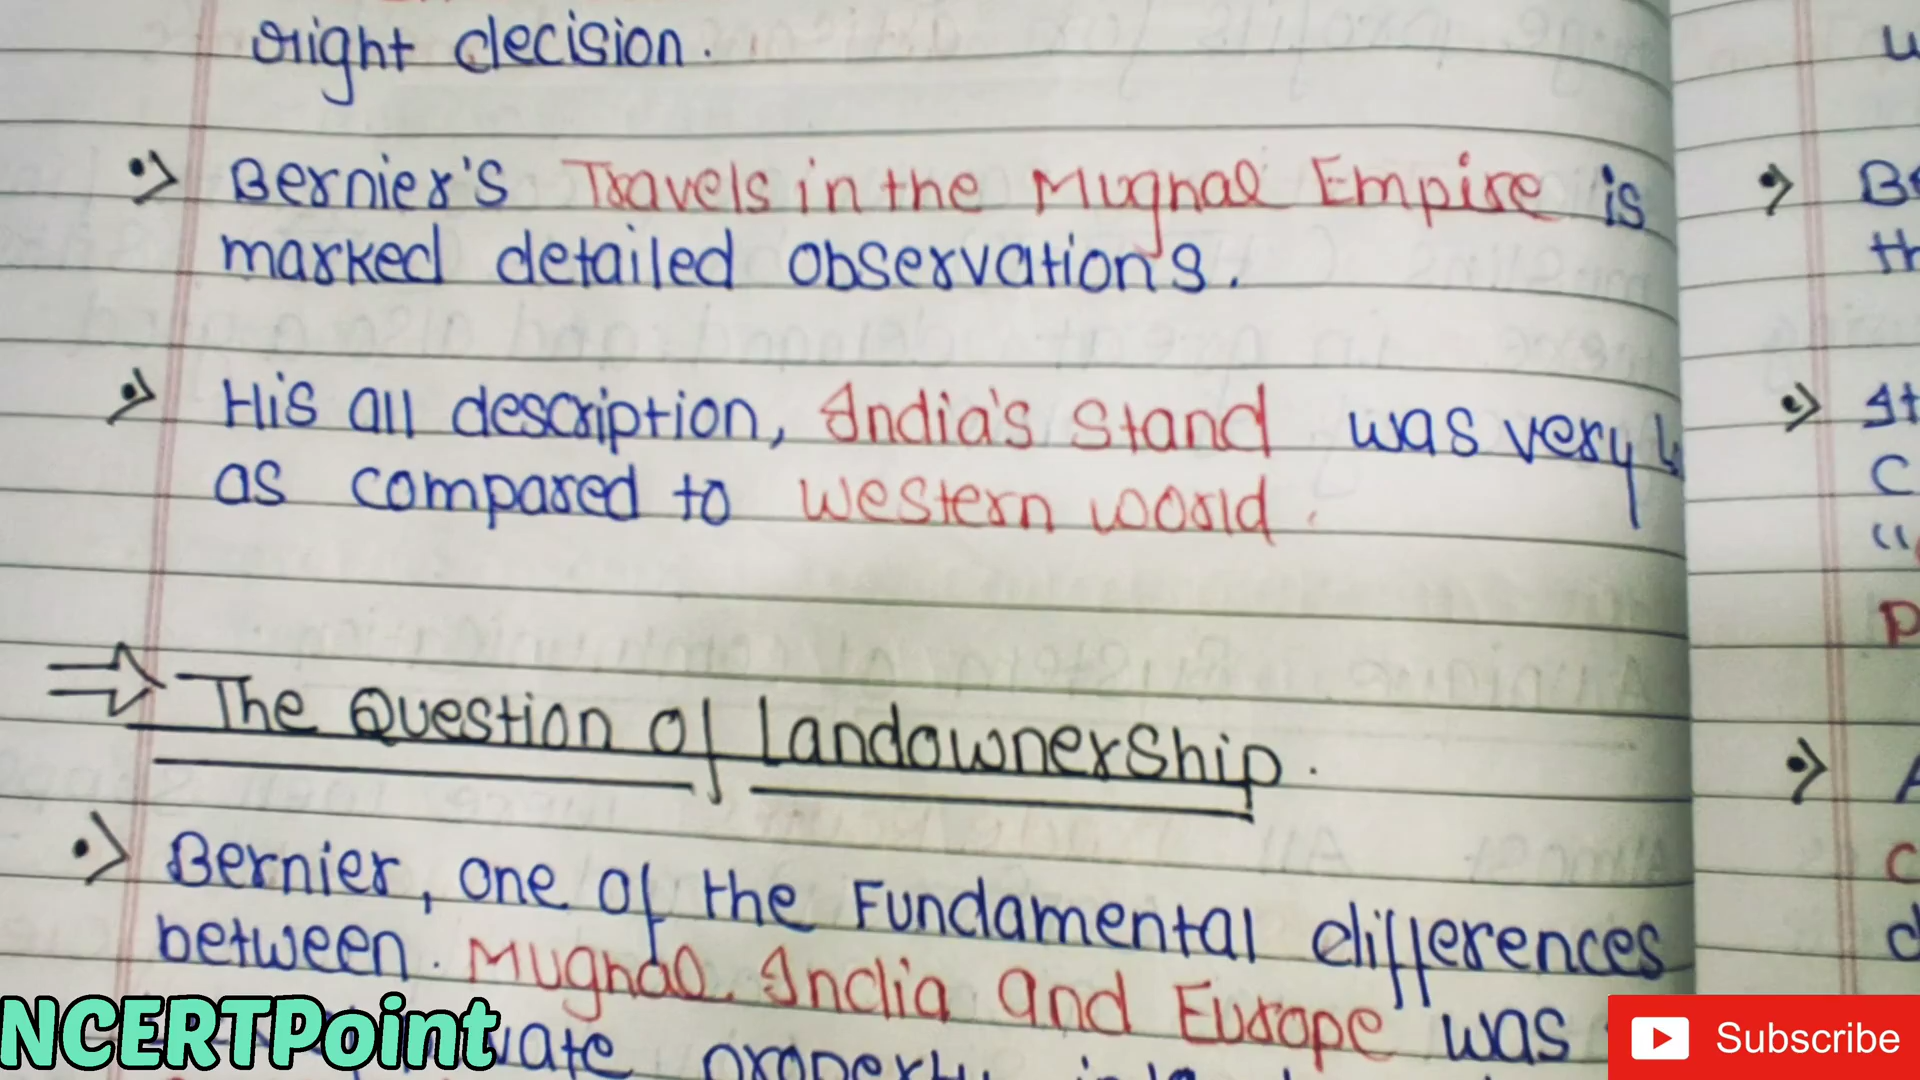 right decision.
Bernier's Travels in the Mughal Empire is
marked detailed observations.
His all description, India's stand was very
as compared to western world.
The Question of landownership.
Bernier, one of the Fundamental differences
between. Mughal India and Europe was
property
th
C
"
P
A
C
d
NCERTPoint
Subscribe